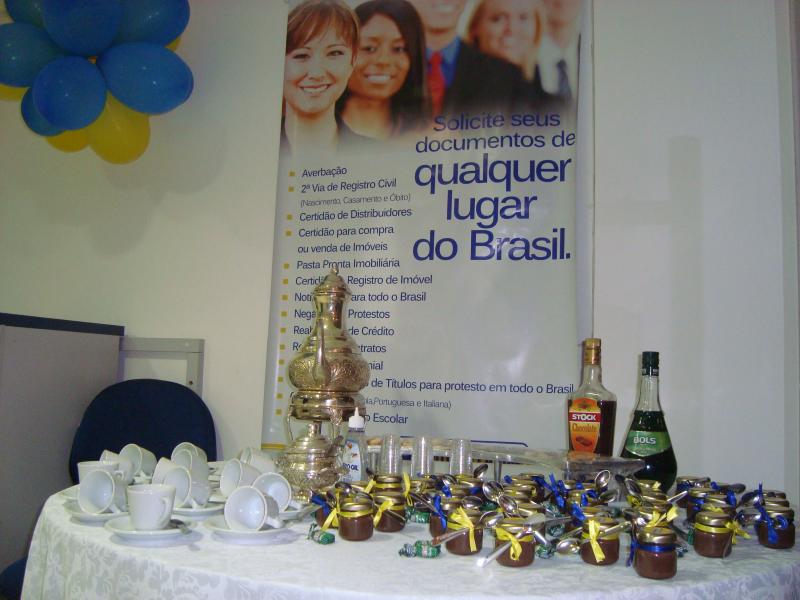 Solicite seus
documentos de
qualquer
lugar
do Brasil.
Averbação
2ª Via de Registro Civil
(Nascimento, Casamento e Óbito)
Certidão de Distribuidores
Certidão para compra
ou venda de Imóveis
Pasta Pronta Imobiliária
Registro de Imóvel
para todo o Brasil
Protestos
de Crédito
de Títulos para protesto em todo o Brasil
Portuguesa e Italiana)
Escolar
STOCK
Chocolate
BOLS